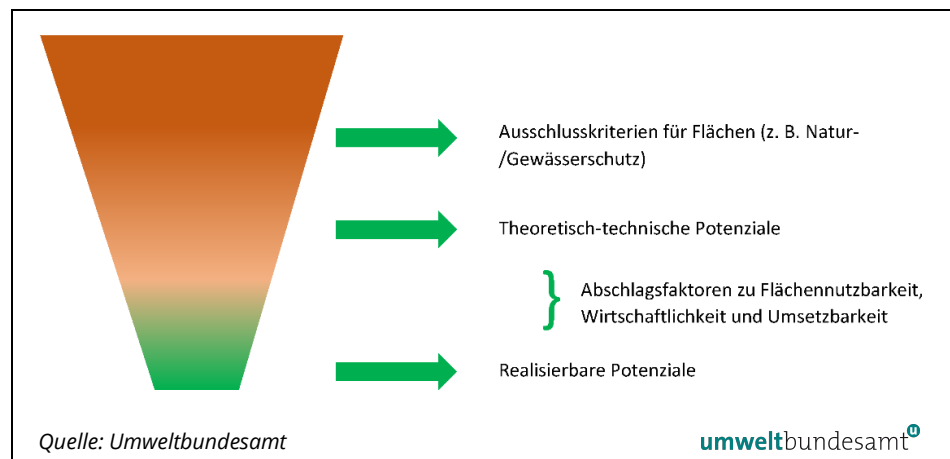 Ausschlusskriterien für Flächen (z. B. Natur-
/Gewässerschutz)
Theoretisch-technische Potenziale
} Abschlagsfaktoren zu Flächennutzbarkeit,
Wirtschaftlichkeit und Umsetzbarkeit
Realisierbare Potenziale
Quelle: Umweltbundesamt
umweltbundesamt